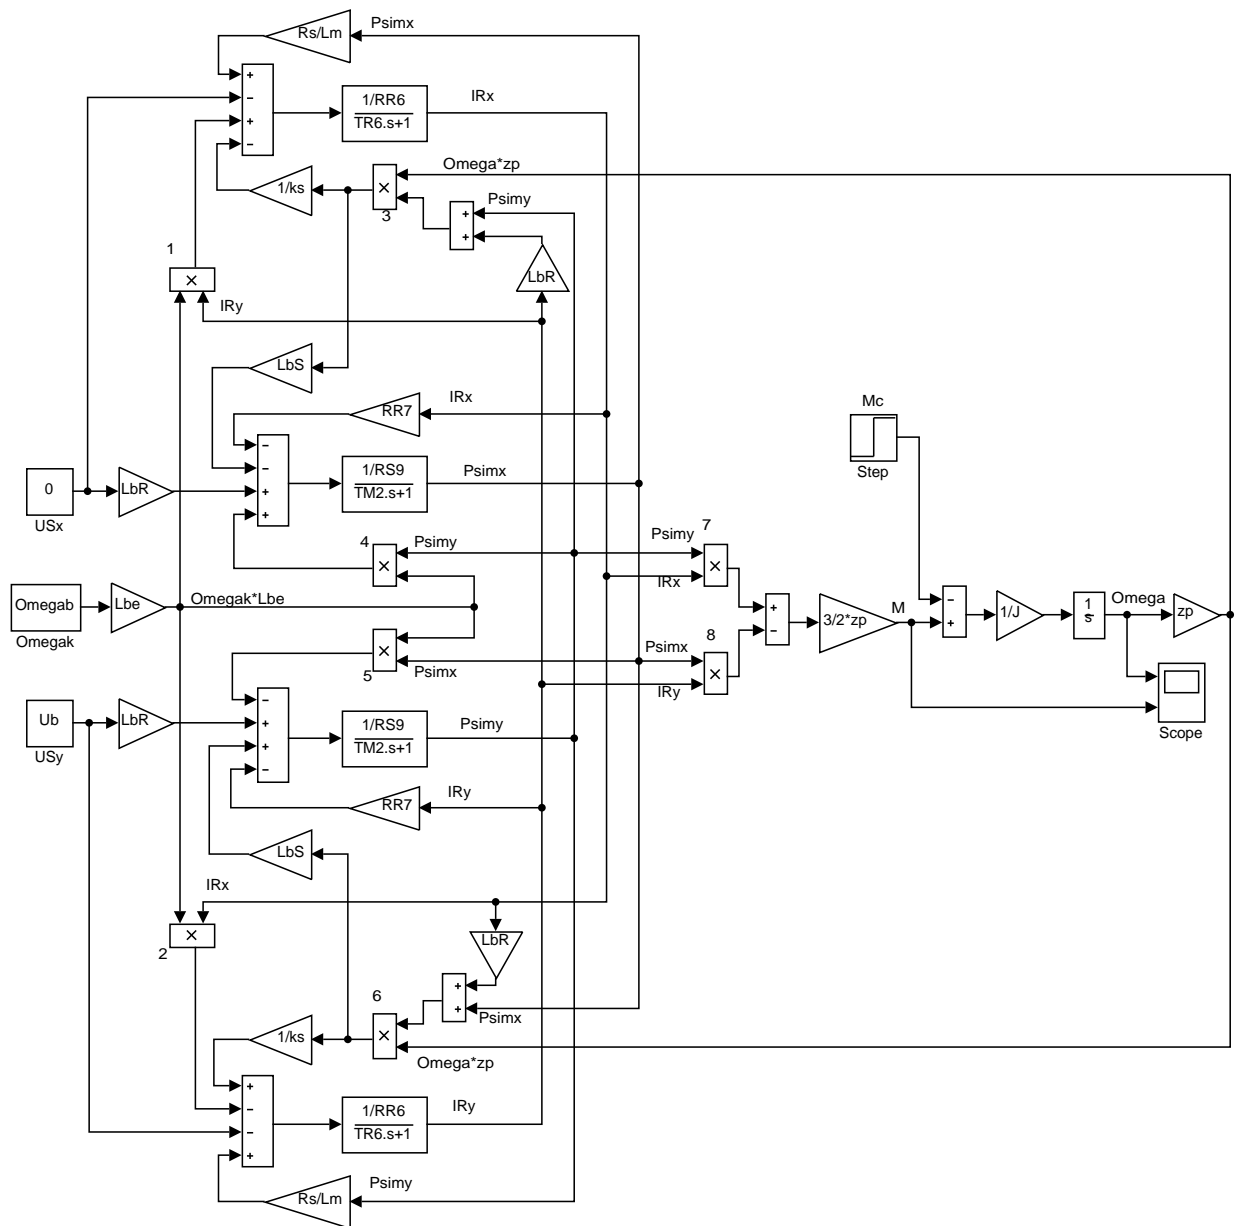 Rs/Lm Psimx
+
−
+
−
1/RR6
TR6.s+1
IRx
Omega*zp
1/ks
×
3
Psimy
+
+
1
×
LbR
IRy
LbS
RR7
IRx
Mc
Step
−
−
+
+
1/RS9
TM2.s+1
Psimx
0
USx
LbR
4
×
Psimy
Psimy
7
×
IRx
Omegab
Omegak
Lbe
Omegak*Lbe
+
−
3/2*zp
M
−
+
1/J
1
s
Omega
zp
5
×
Psimx
Psimx
8
×
IRy
Scope
Ub
USy
LbR
−
+
+
−
1/RS9
TM2.s+1
Psimy
RR7
IRy
LbS
IRx
2
×
LbR
+
+
Psimx
6
×
1/ks
Omega*zp
+
−
−
+
1/RR6
TR6.s+1
IRy
Rs/Lm
Psimy